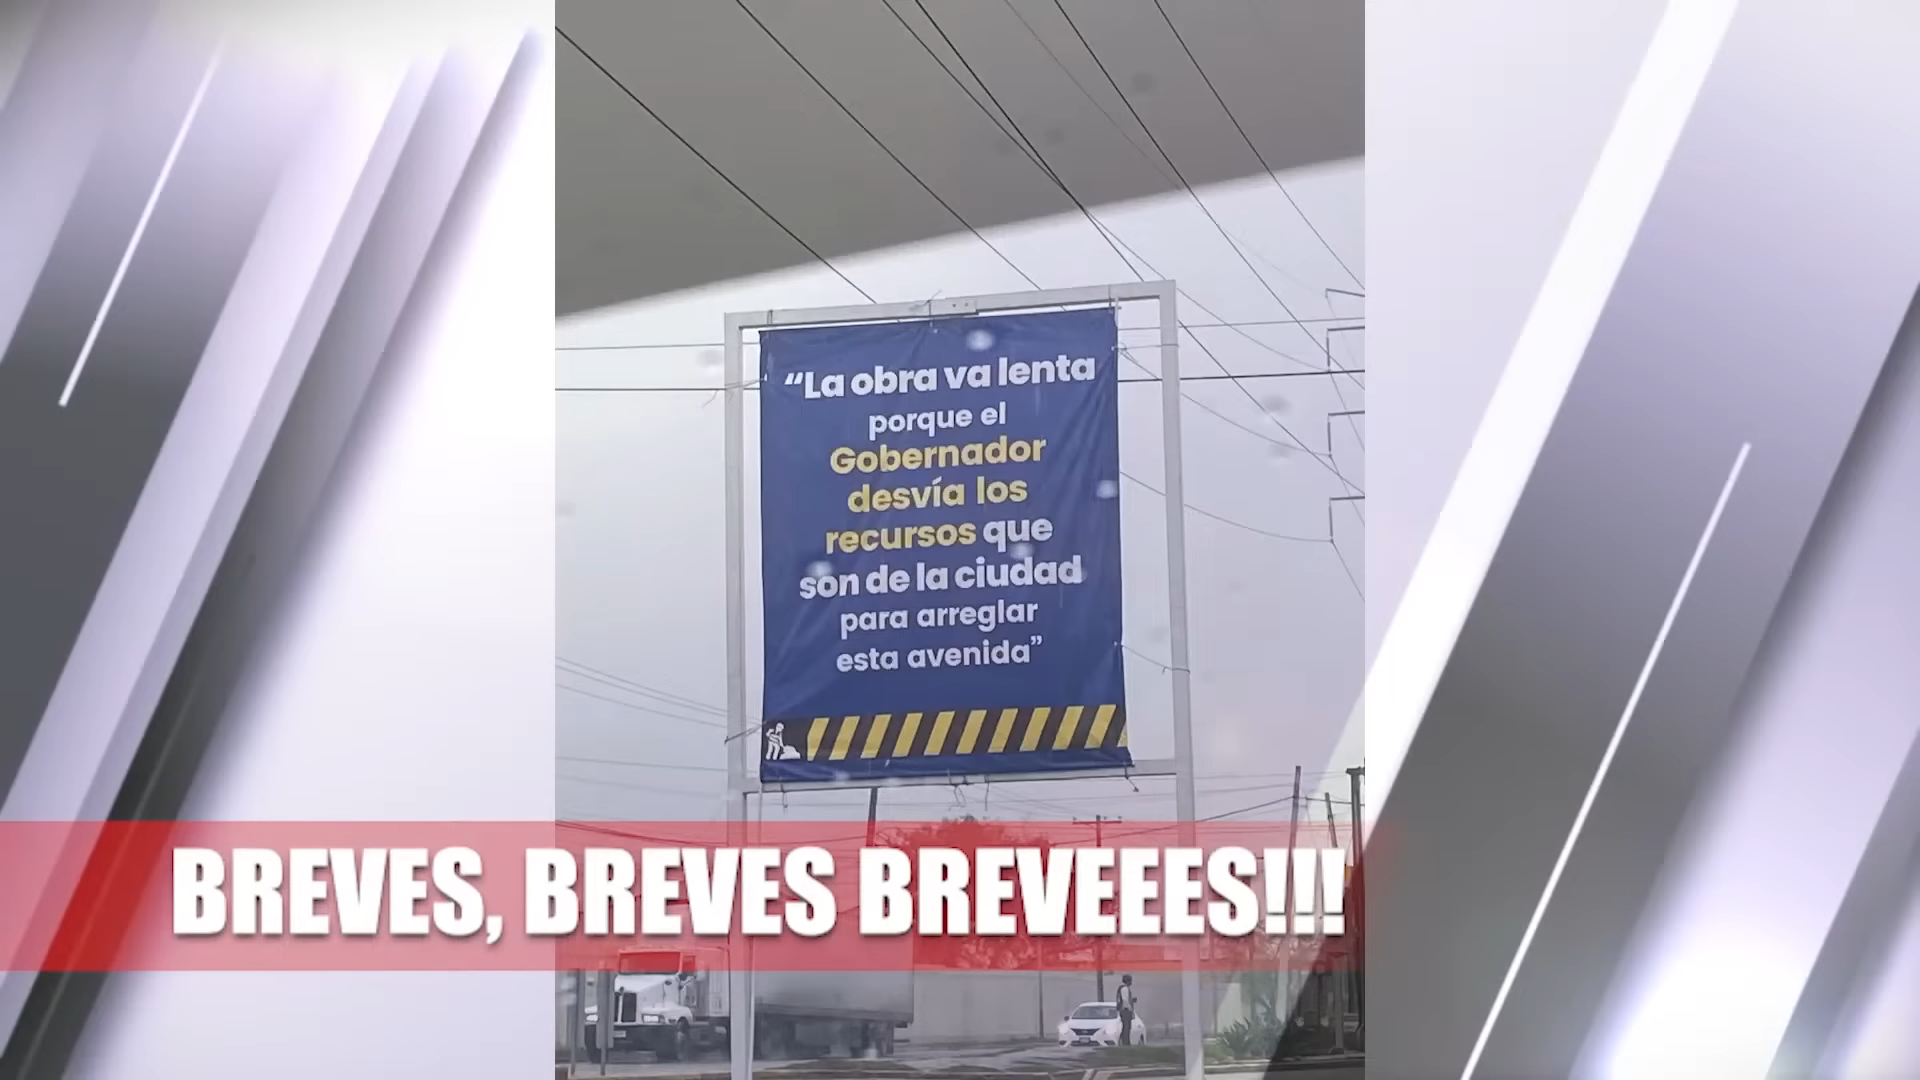 “La obra va lenta
porque el
Gobernador
desvía los
recursos que
son de la ciudad
para arreglar
esta avenida”
BREVES, BREVES BREVEEES!!!